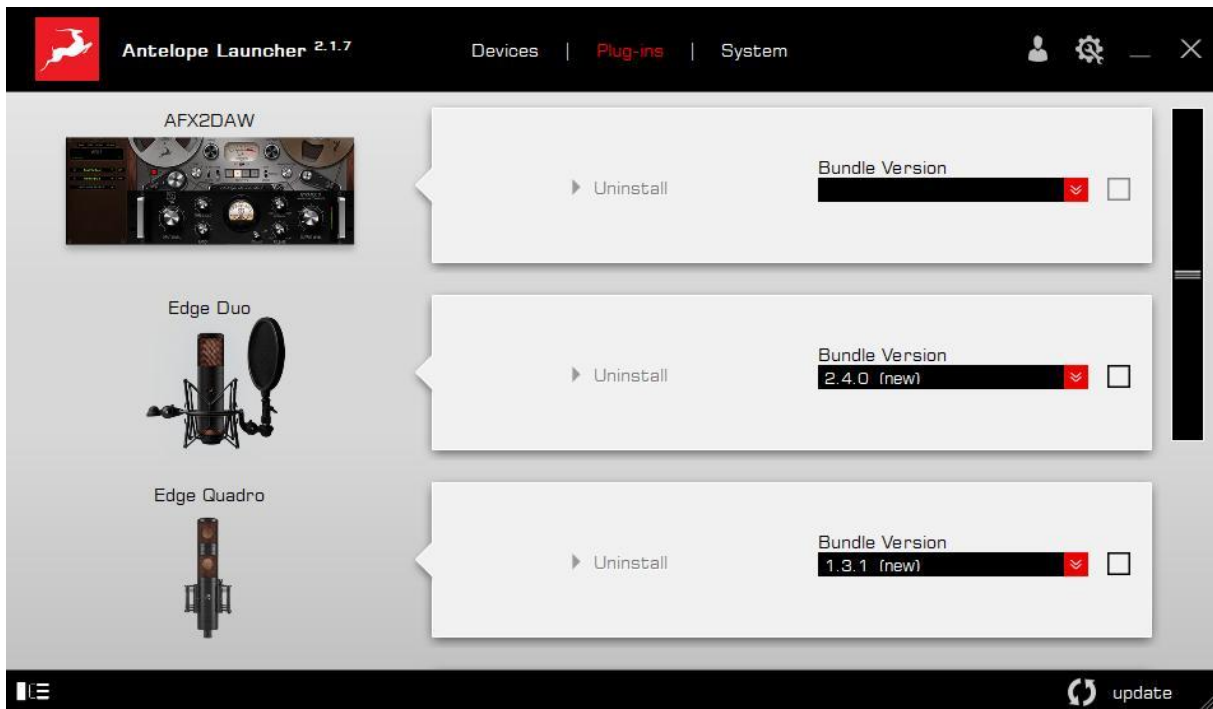 Antelope Launcher 2.1.7
Devices | Plug-ins | System
AFX2DAW
Uninstall
Bundle Version
Edge Duo
Uninstall
Bundle Version
2.4.0 (new)
Edge Quadro
Uninstall
Bundle Version
1.3.1 (new)
update